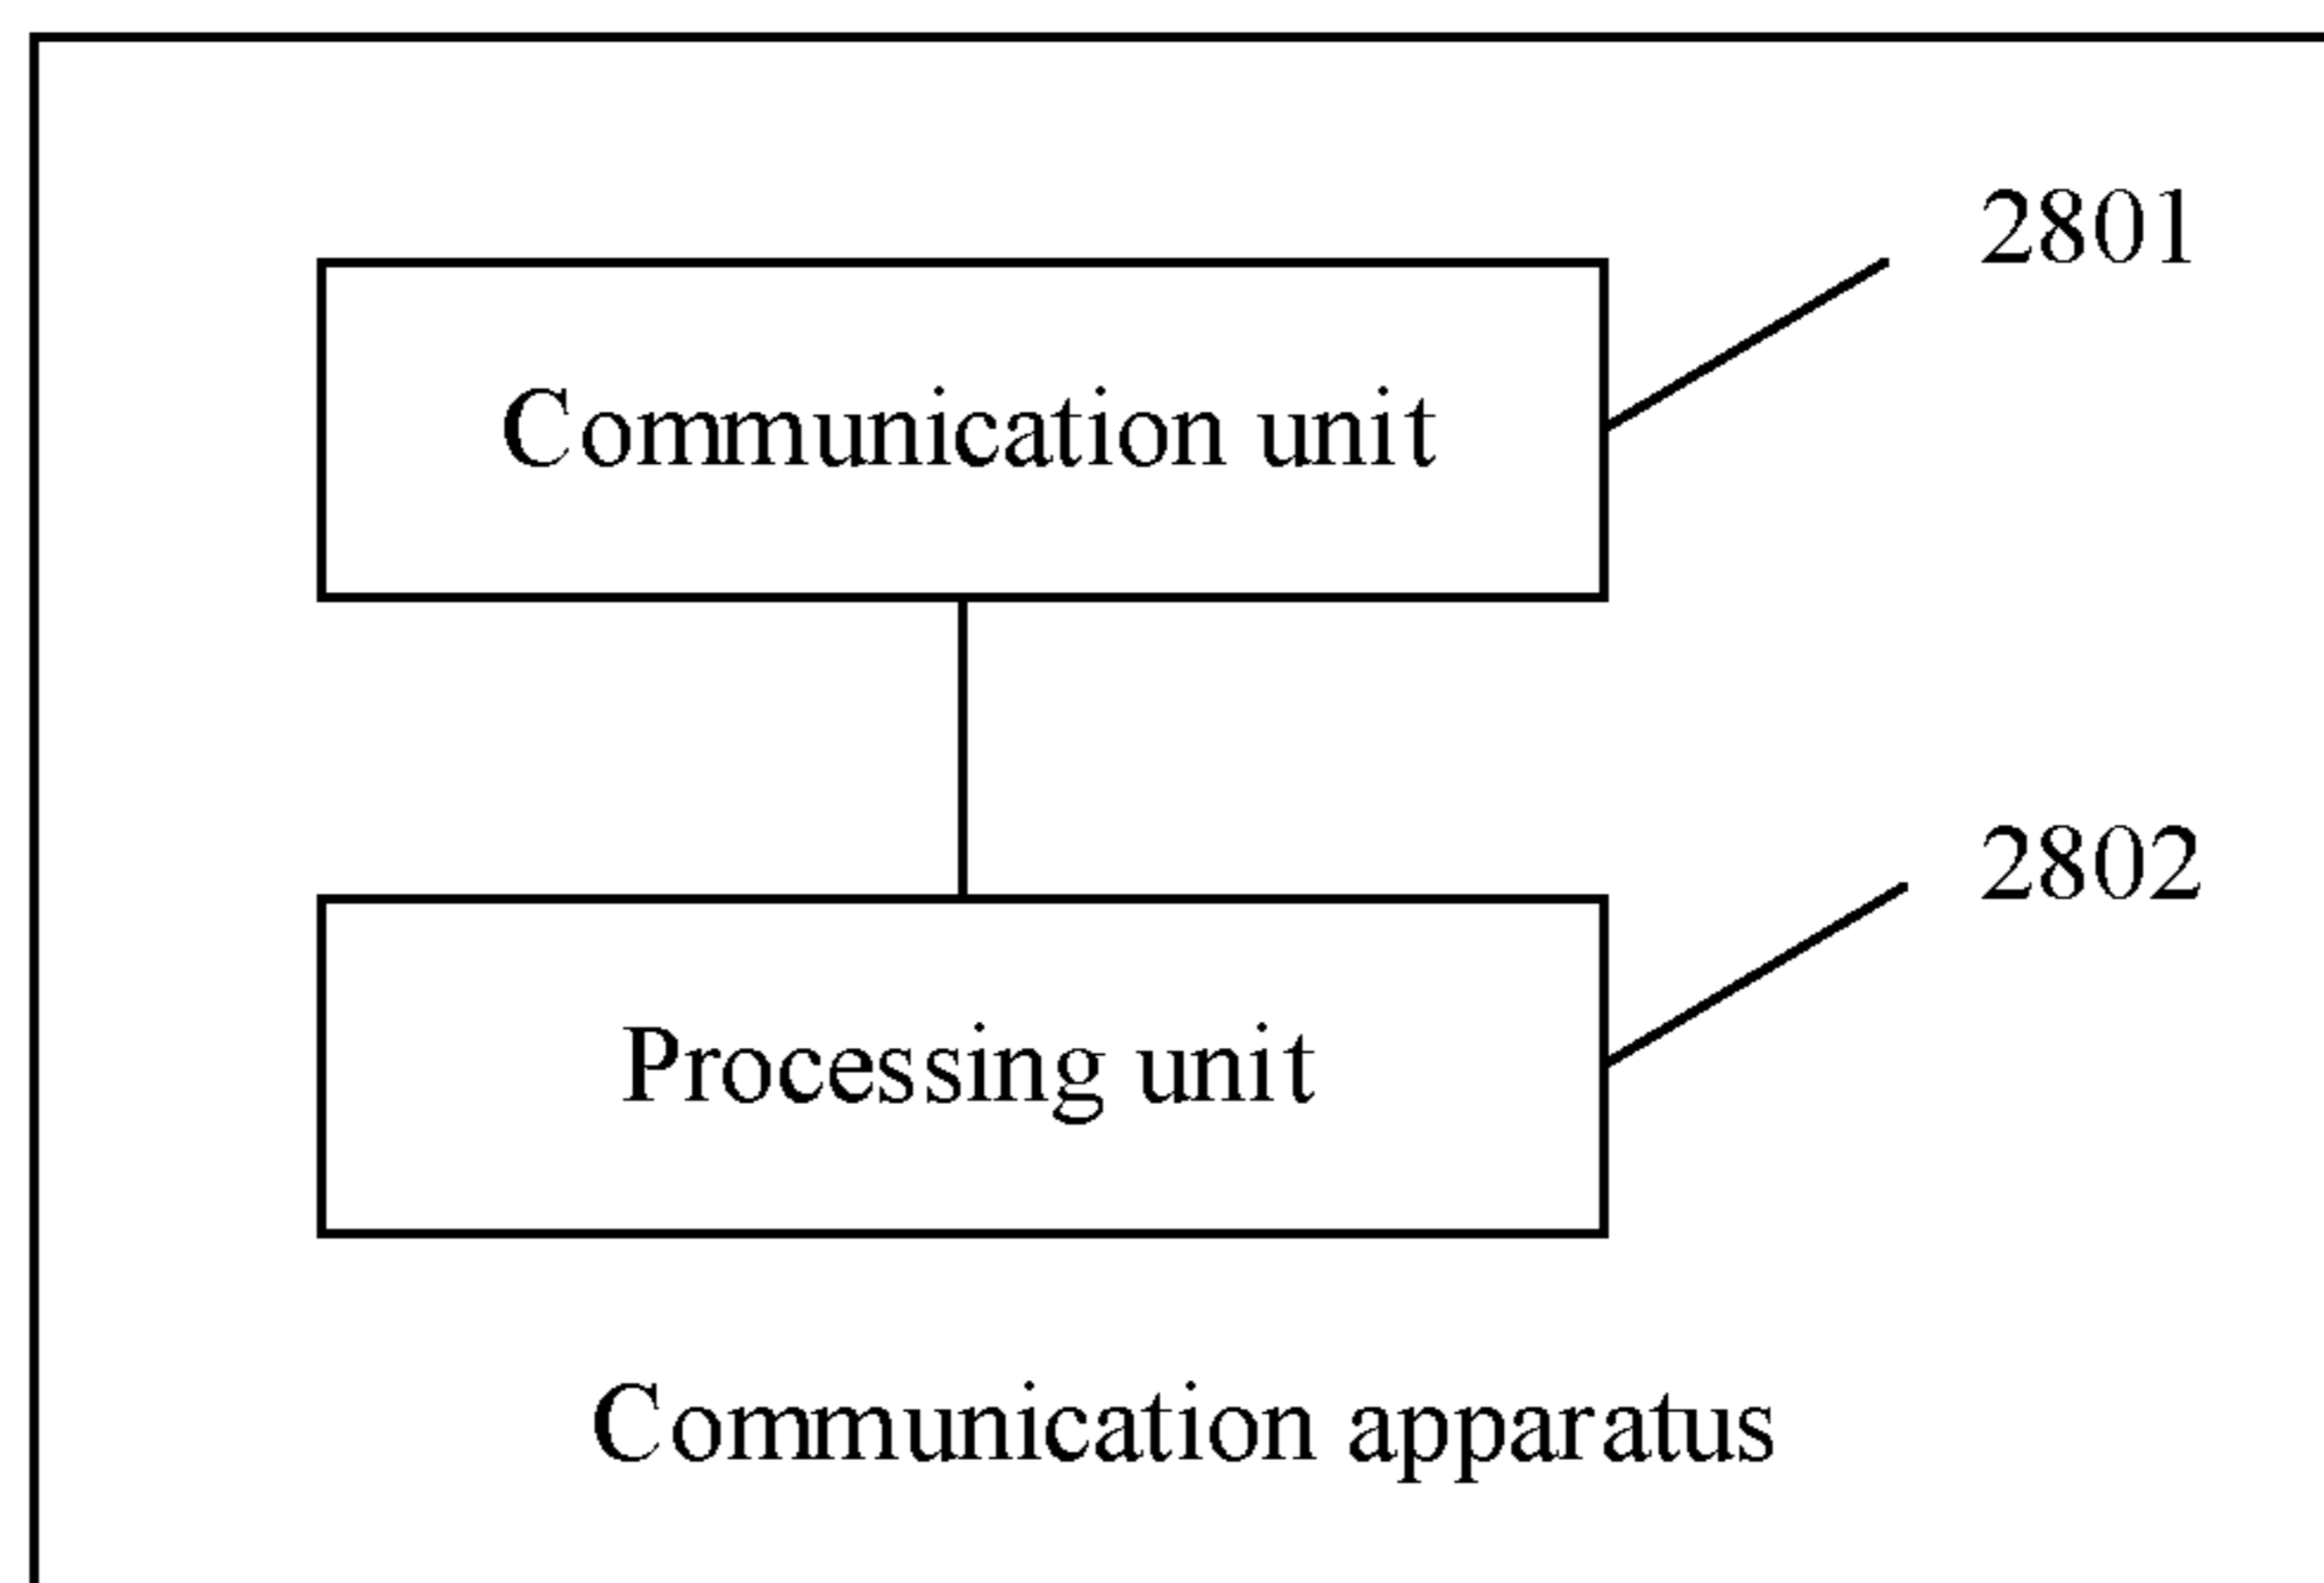 2801
Communication unit
2802
Processing unit
Communication apparatus